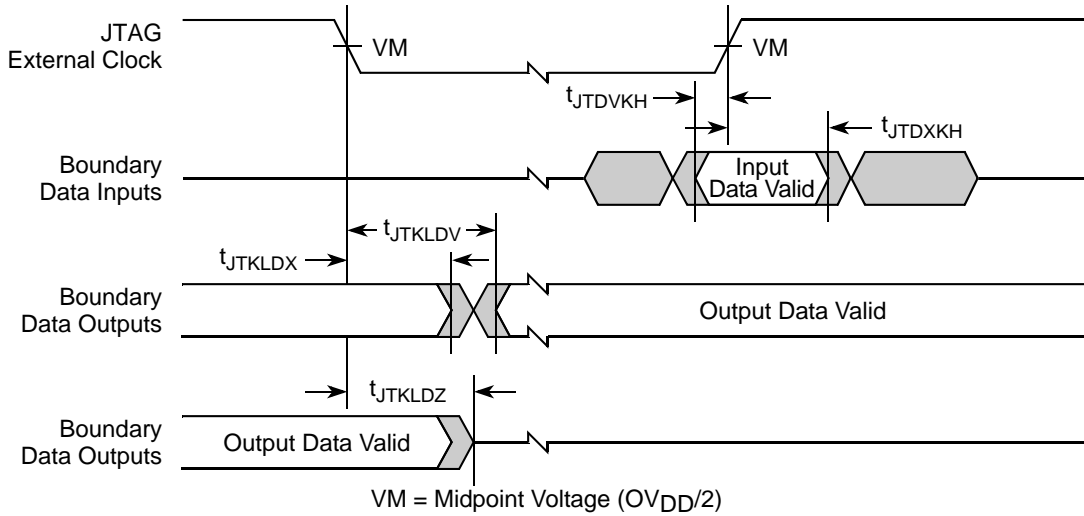 JTAG
External Clock
VM
VM
tJTDVKH
tJTDXKH
Boundary
Data Inputs
Input
Data Valid
tJTKLDV
tJTKLDX
Boundary
Data Outputs
Output Data Valid
tJTKLDZ
Boundary
Data Outputs
Output Data Valid
VM = Midpoint Voltage (OVDD/2)